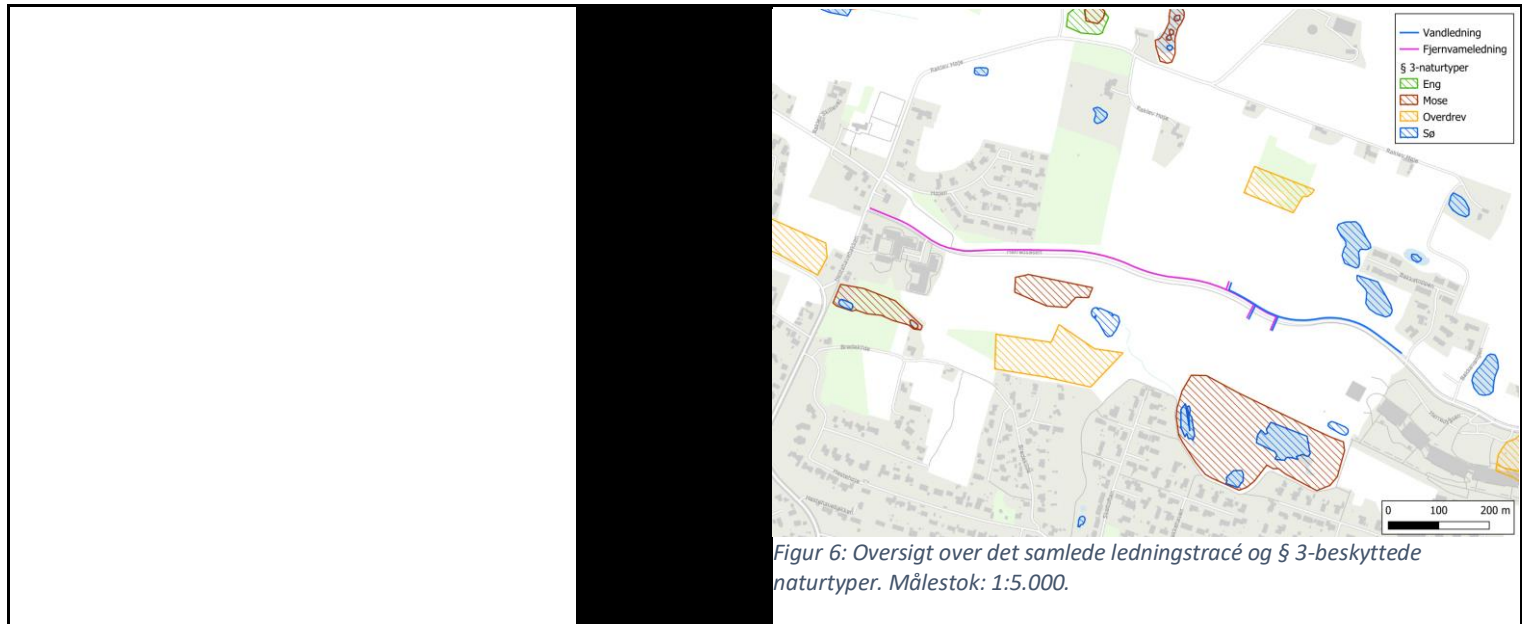 Vandledning
Fjernvameledning
§ 3-naturtyper
Eng
Mose
Overdrev
Sø
0 100 200 m
Figur 6: Oversigt over det samlede ledningstracé og § 3-beskyttede
naturtyper. Målestok: 1:5.000.